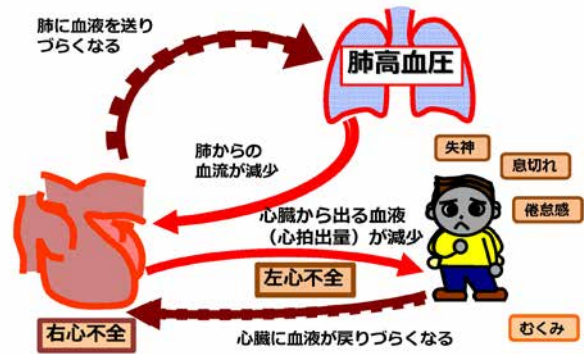 肺に血液を送り
づらくなる
肺高血圧
肺からの
血流が減少
失神
息切れ
倦怠感
心臓から出る血液
（心拍出量）が減少
左心不全
右心不全
心臓に血液が戻りづらくなる
むくみ